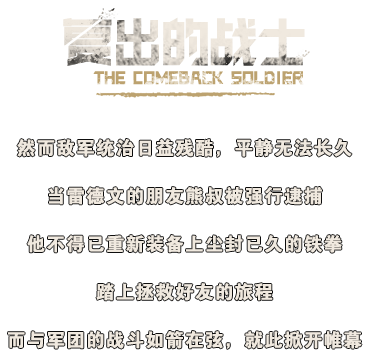 复出的战士
THE COMEBACK SOLDIER
然而敌军统治日益残酷，平静无法长久
当雷德文的朋友熊叔被强行逮捕
他不得已重新装备上尘封已久的铁拳
踏上拯救好友的旅程
而与军团的战斗如箭在弦，就此掀开帷幕